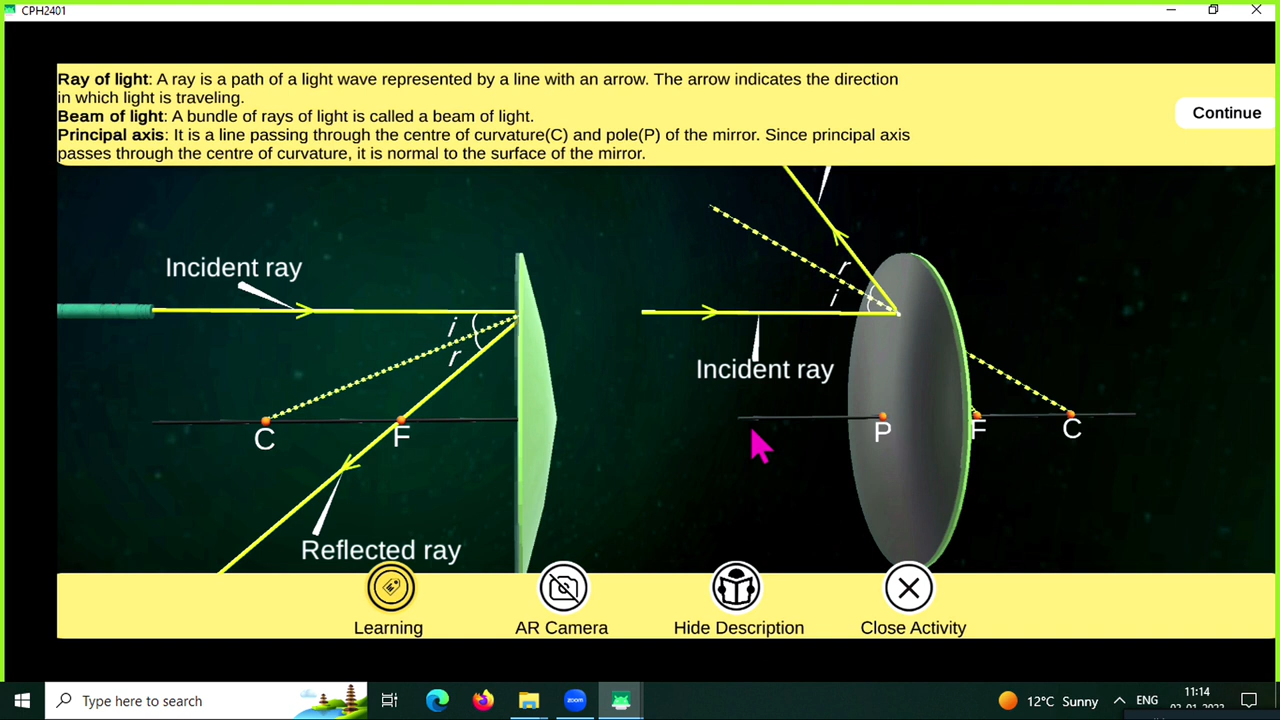 CPH2401
Ray of light: A ray is a path of a light wave represented by a line with an arrow. The arrow indicates the direction
in which light is traveling.
Beam of light: A bundle of rays of light is called a beam of light.
Principal axis: It is a line passing through the centre of curvature(C) and pole(P) of the mirror. Since principal axis
passes through the centre of curvature, it is normal to the surface of the mirror.
Continue
Incident ray
i
r
C
F
Reflected ray
r
i
Incident ray
P
F
C
Learning
AR Camera
Hide Description
Close Activity
Type here to search
zoom
12°C Sunny
ENG
11:14